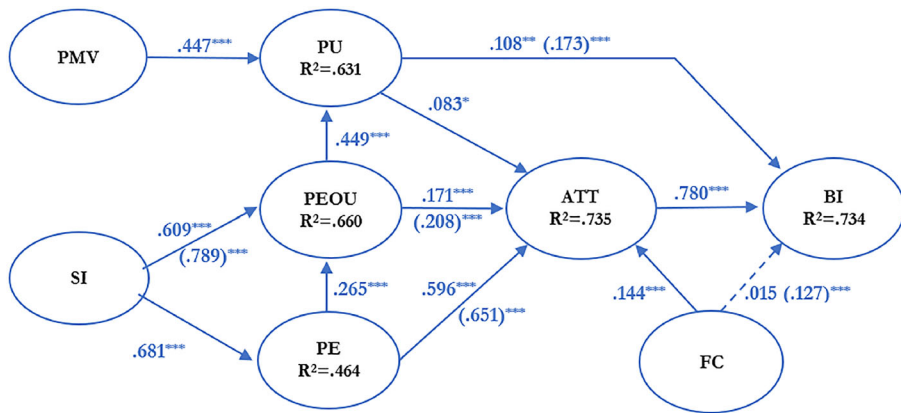 PMV
.447***
PU
R²=.631
.108** (.173)***
.083*
.449***
PEOU
R²=.660
.171***
(.208)***
ATT
R²=.735
.780***
BI
R²=.734
.609***
(.789)***
SI
.265***
.596***
(.651)***
.144***
.015 (.127)***
.681***
PE
R²=.464
FC